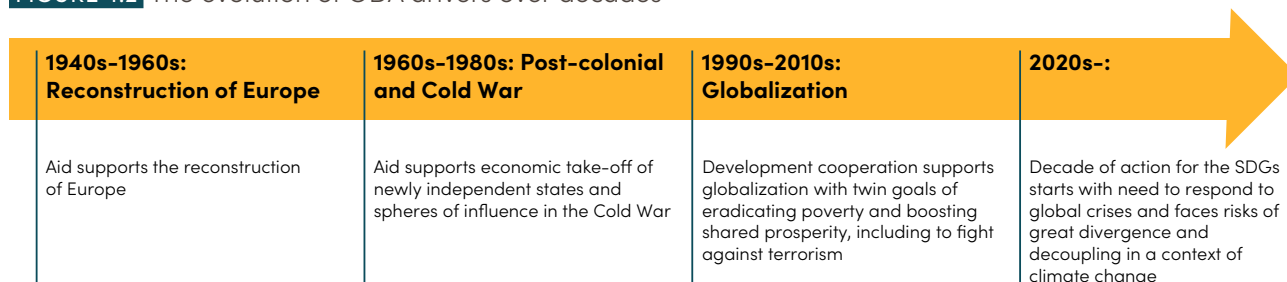 FIGURE The evolution of ODA drivers over decades
1940s-1960s:
Reconstruction of Europe
Aid supports the reconstruction
of Europe
1960s-1980s: Post-colonial
and Cold War
Aid supports economic take-off of
newly independent states and
spheres of influence in the Cold War
1990s-2010s:
Globalization
Development cooperation supports
globalization with twin goals of
eradicating poverty and boosting
shared prosperity, including to fight
against terrorism
2020s-:
Decade of action for the SDGs
starts with need to respond to
global crises and faces risks of
great divergence and
decoupling in a context of
climate change